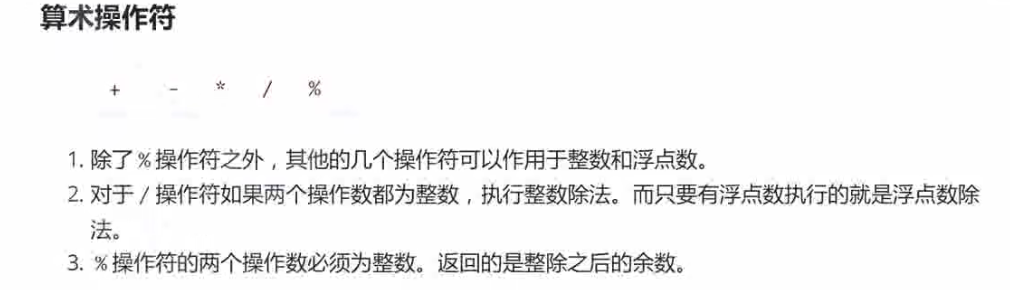 算术操作符
+ - * / %
1. 除了 % 操作符之外，其他的几个操作符可以作用于整数和浮点数。
2. 对于 / 操作符如果两个操作数都为整数，执行整数除法。而只要有浮点数执行的就是浮点数除
法。
3. % 操作符的两个操作数必须为整数。返回的是整除之后的余数。